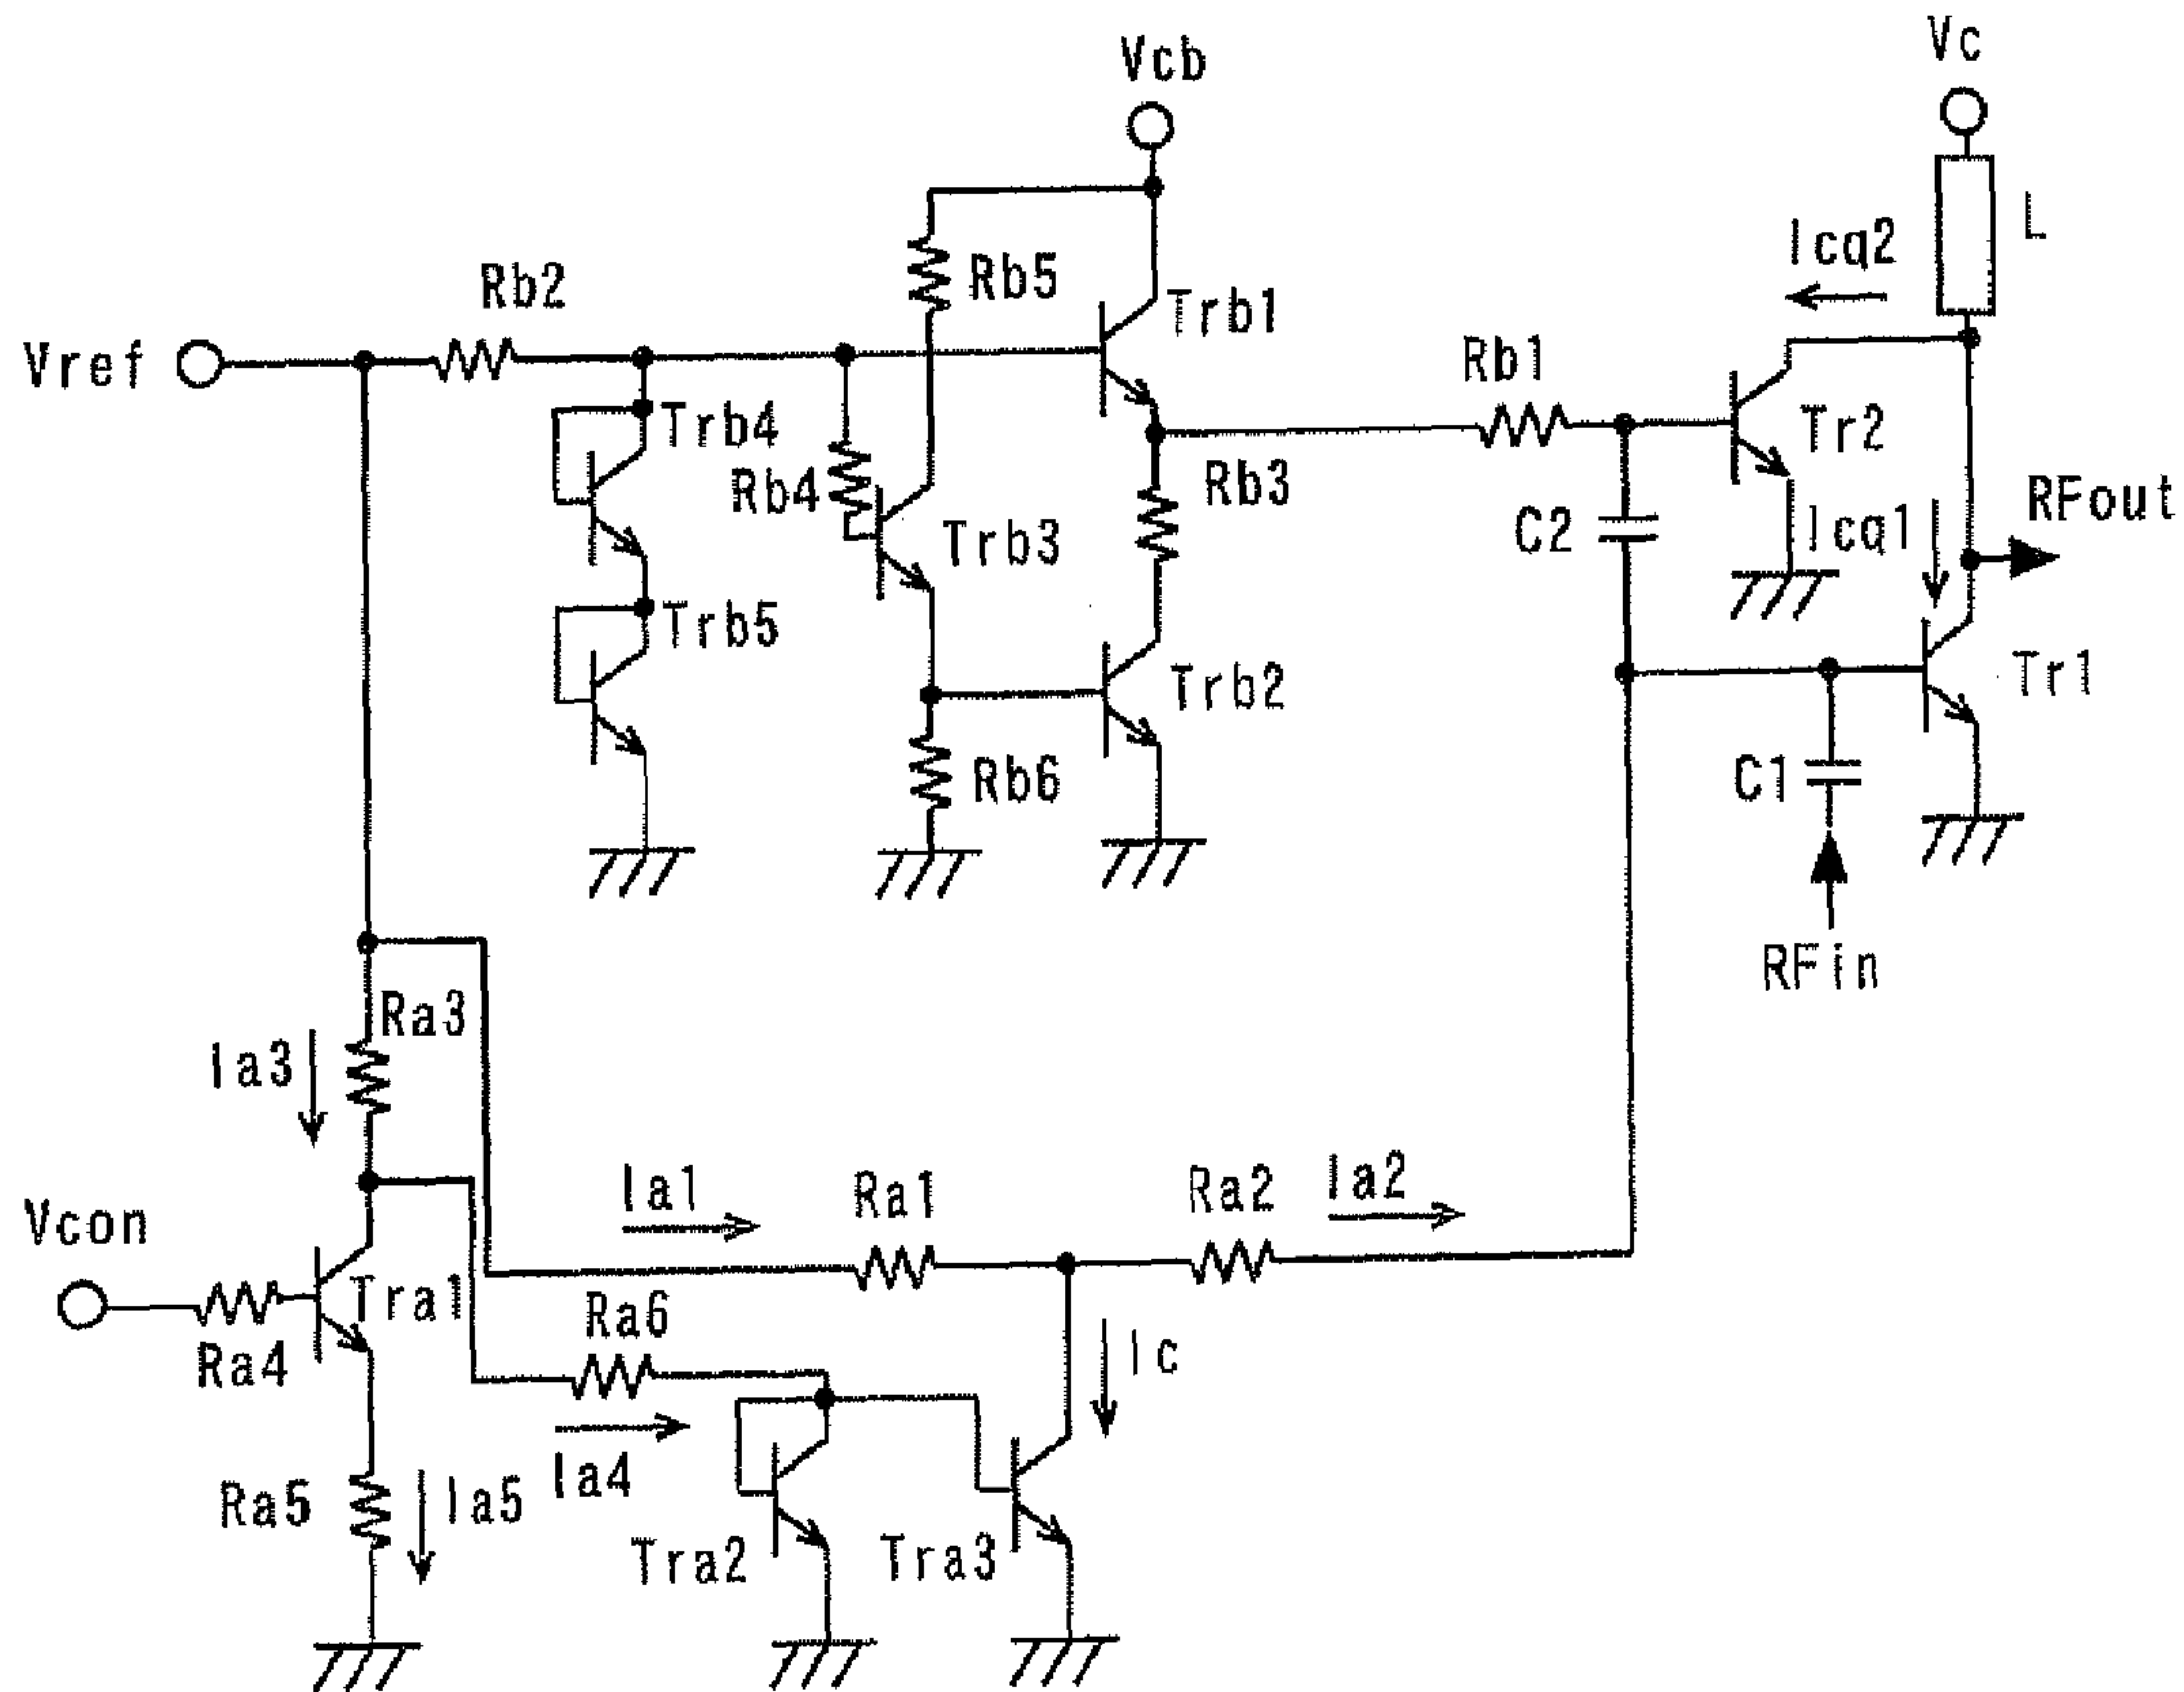 Vcb
Vc
Icq2
L
Rb2
Rb5
Trb1
Vref
Rb1
Trb4
Tr2
Rb4
Rb3
RFout
C2
Icq1
Trb3
Trb5
Trb2
Tr1
Rb6
C1
RFin
Ra3
Ia3
Ia1
Ra1
Ra2
Ia2
Vcon
Tra1
Ra6
Ra4
Ic
Ra5
Ia5
Ia4
Tra2
Tra3